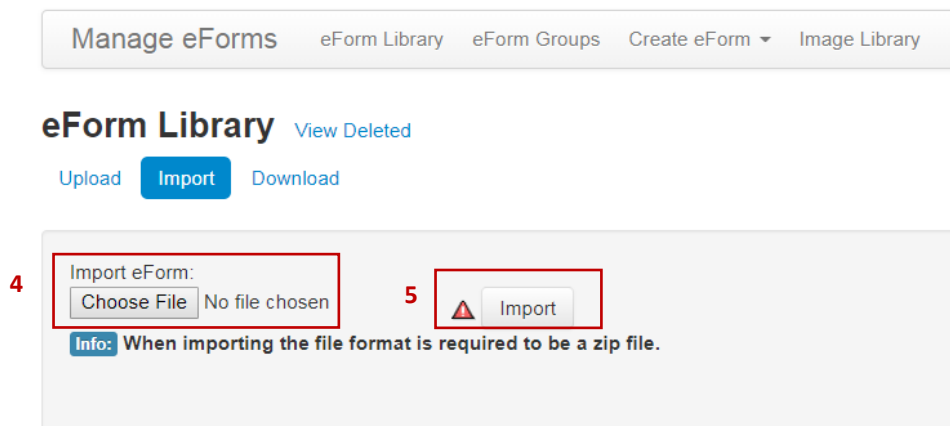 Manage eForms eForm Library eForm Groups Create eForm Image Library
eForm Library View Deleted
Upload Import Download
4
Import eForm:
Choose File No file chosen
5
Import
Info: When importing the file format is required to be a zip file.